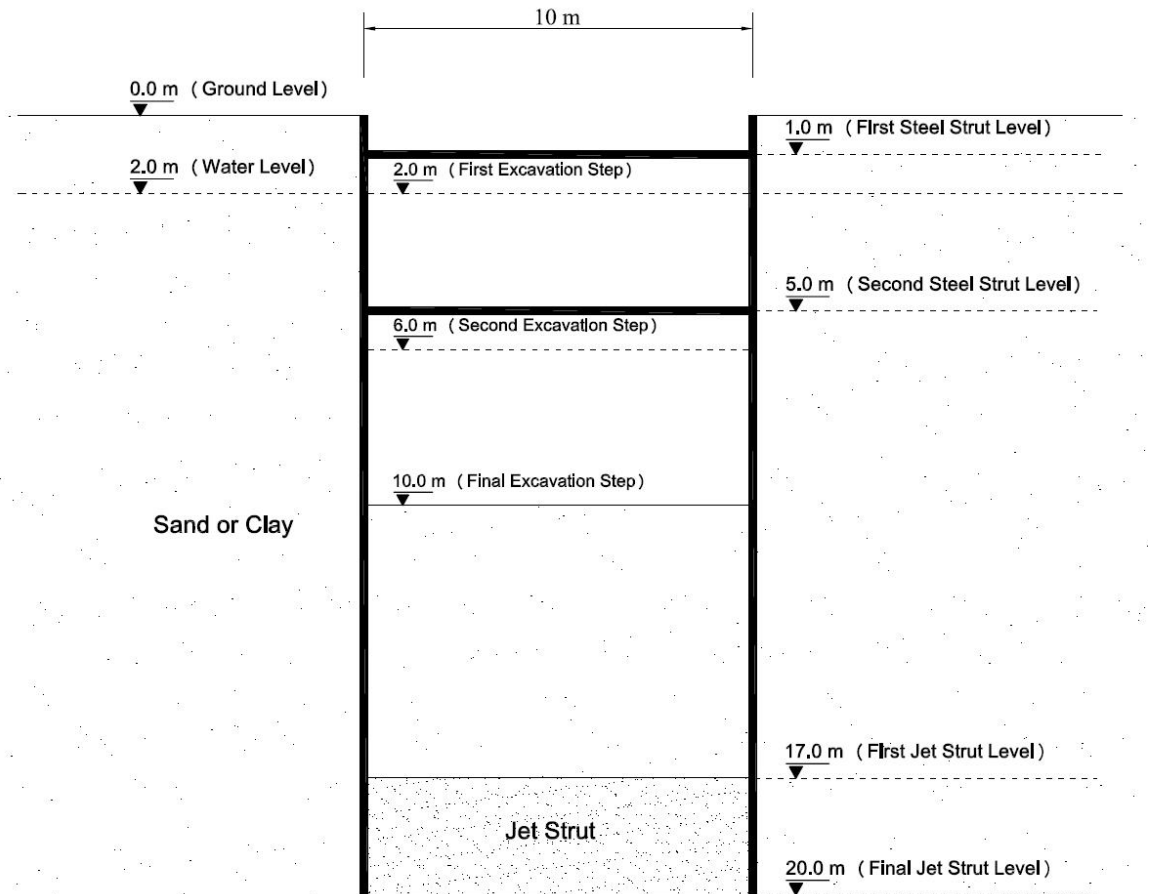 10 m
0.0 m ( Ground Level)
1.0 m ( First Steel Strut Level)
2.0 m ( Water Level)
2.0 m (First Excavation Step)
5.0 m ( Second Steel Strut Level)
6.0 m (Second Excavation Step)
10.0 m (Final Excavation Step)
Sand or Clay
17.0 m ( First Jet Strut Level)
Jet Strut
20.0 m (Final Jet Strut Level)